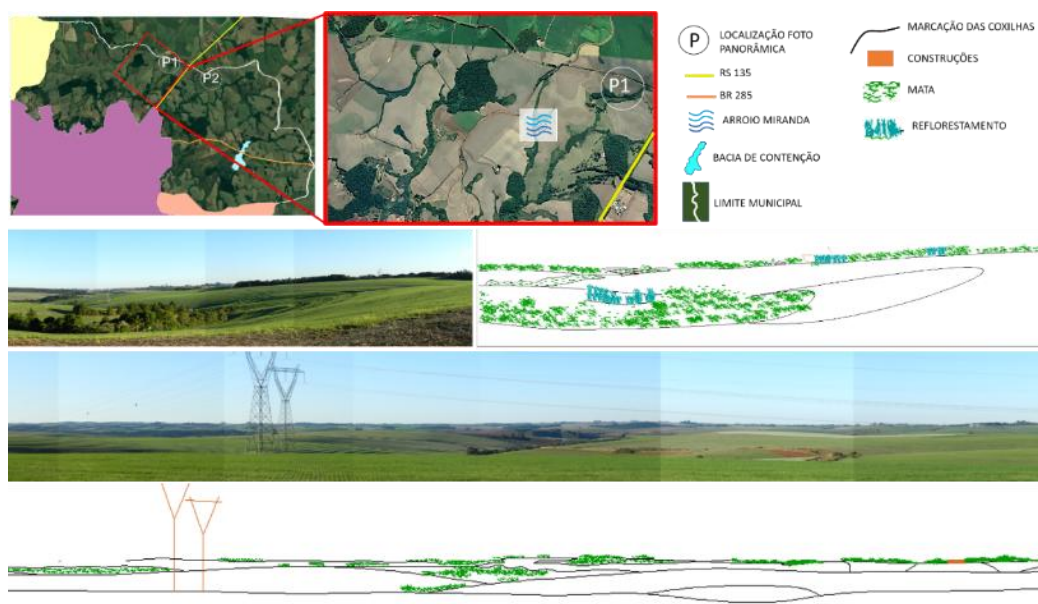 P1
P2
P1
P
LOCALIZAÇÃO FOTO
PANORÂMICA
RS 135
BR 285
ARROIO MIRANDA
BACIA DE CONTENÇÃO
LIMITE MUNICIPAL
MARCAÇÃO DAS COXILHAS
CONSTRUÇÕES
MATA
REFLORESTAMENTO